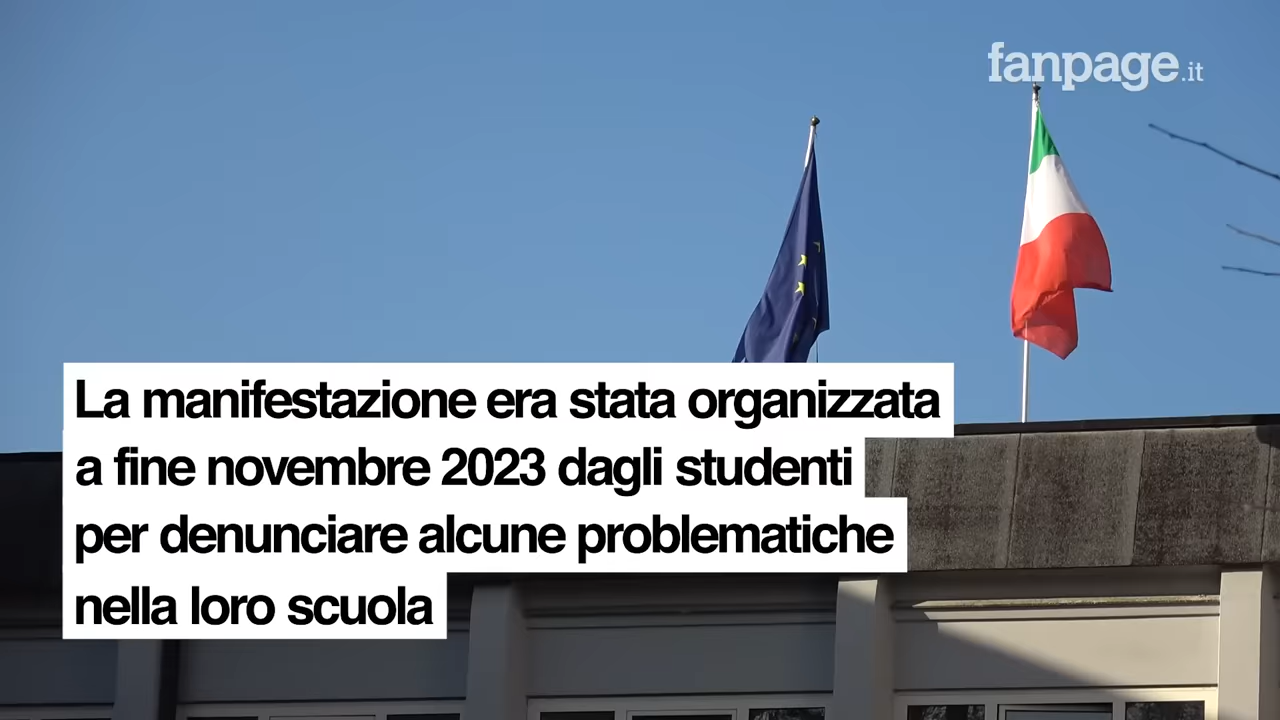 fanpage.it
La manifestazione era stata organizzata
a fine novembre 2023 dagli studenti
per denunciare alcune problematiche
nella loro scuola